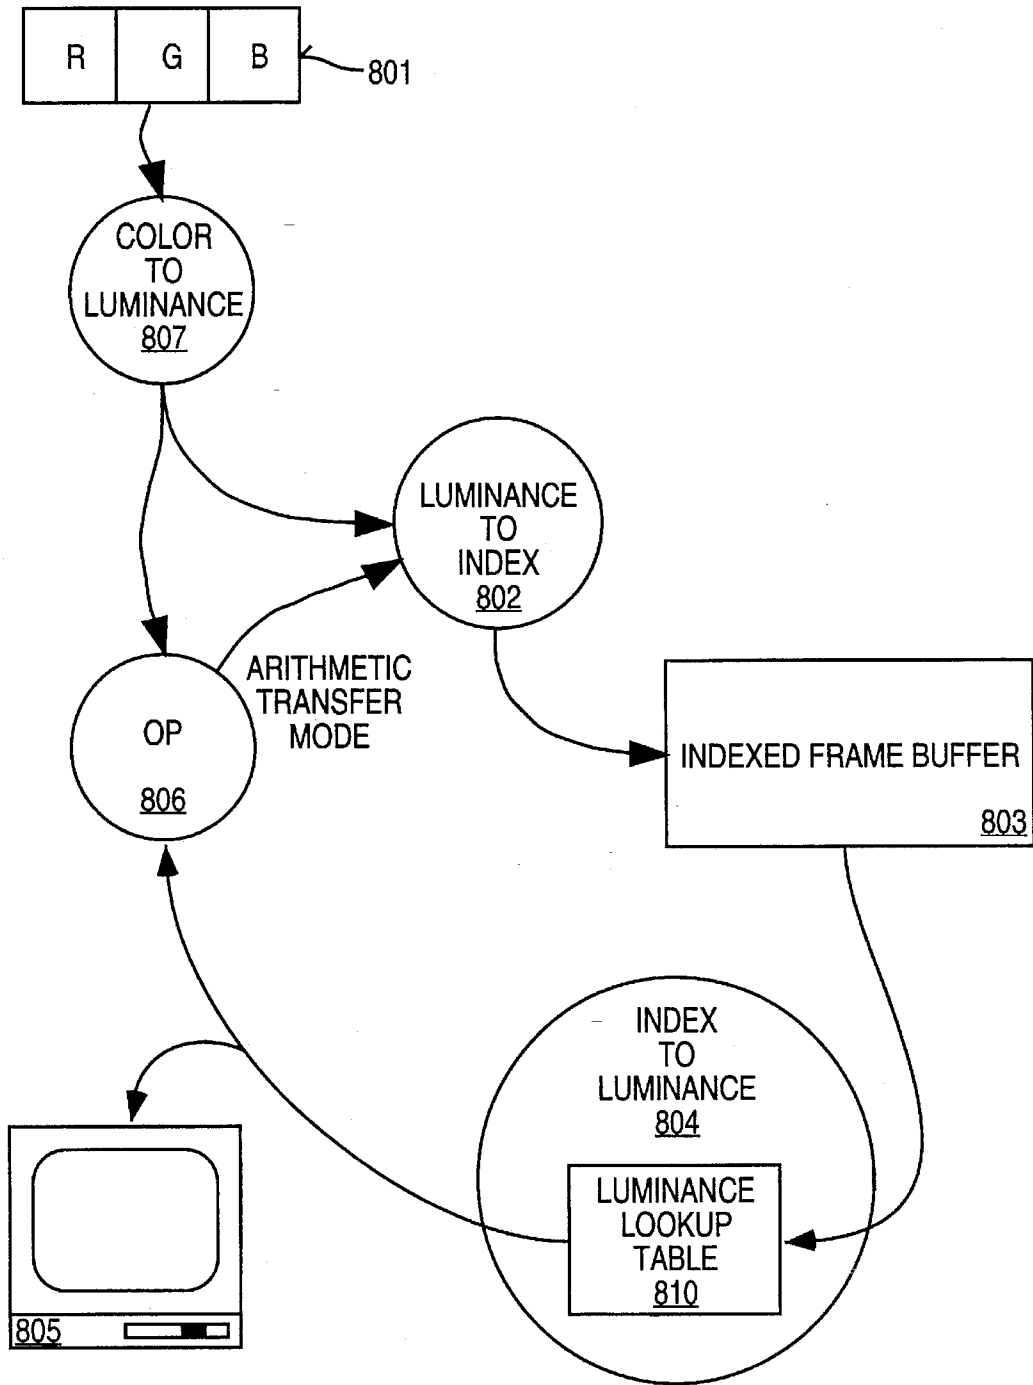 R G B
801
COLOR
TO
LUMINANCE
807
LUMINANCE
TO
INDEX
802
ARITHMETIC
TRANSFER
MODE
OP
806
INDEXED FRAME BUFFER
803
INDEX
TO
LUMINANCE
804
LUMINANCE
LOOKUP
TABLE
810
805